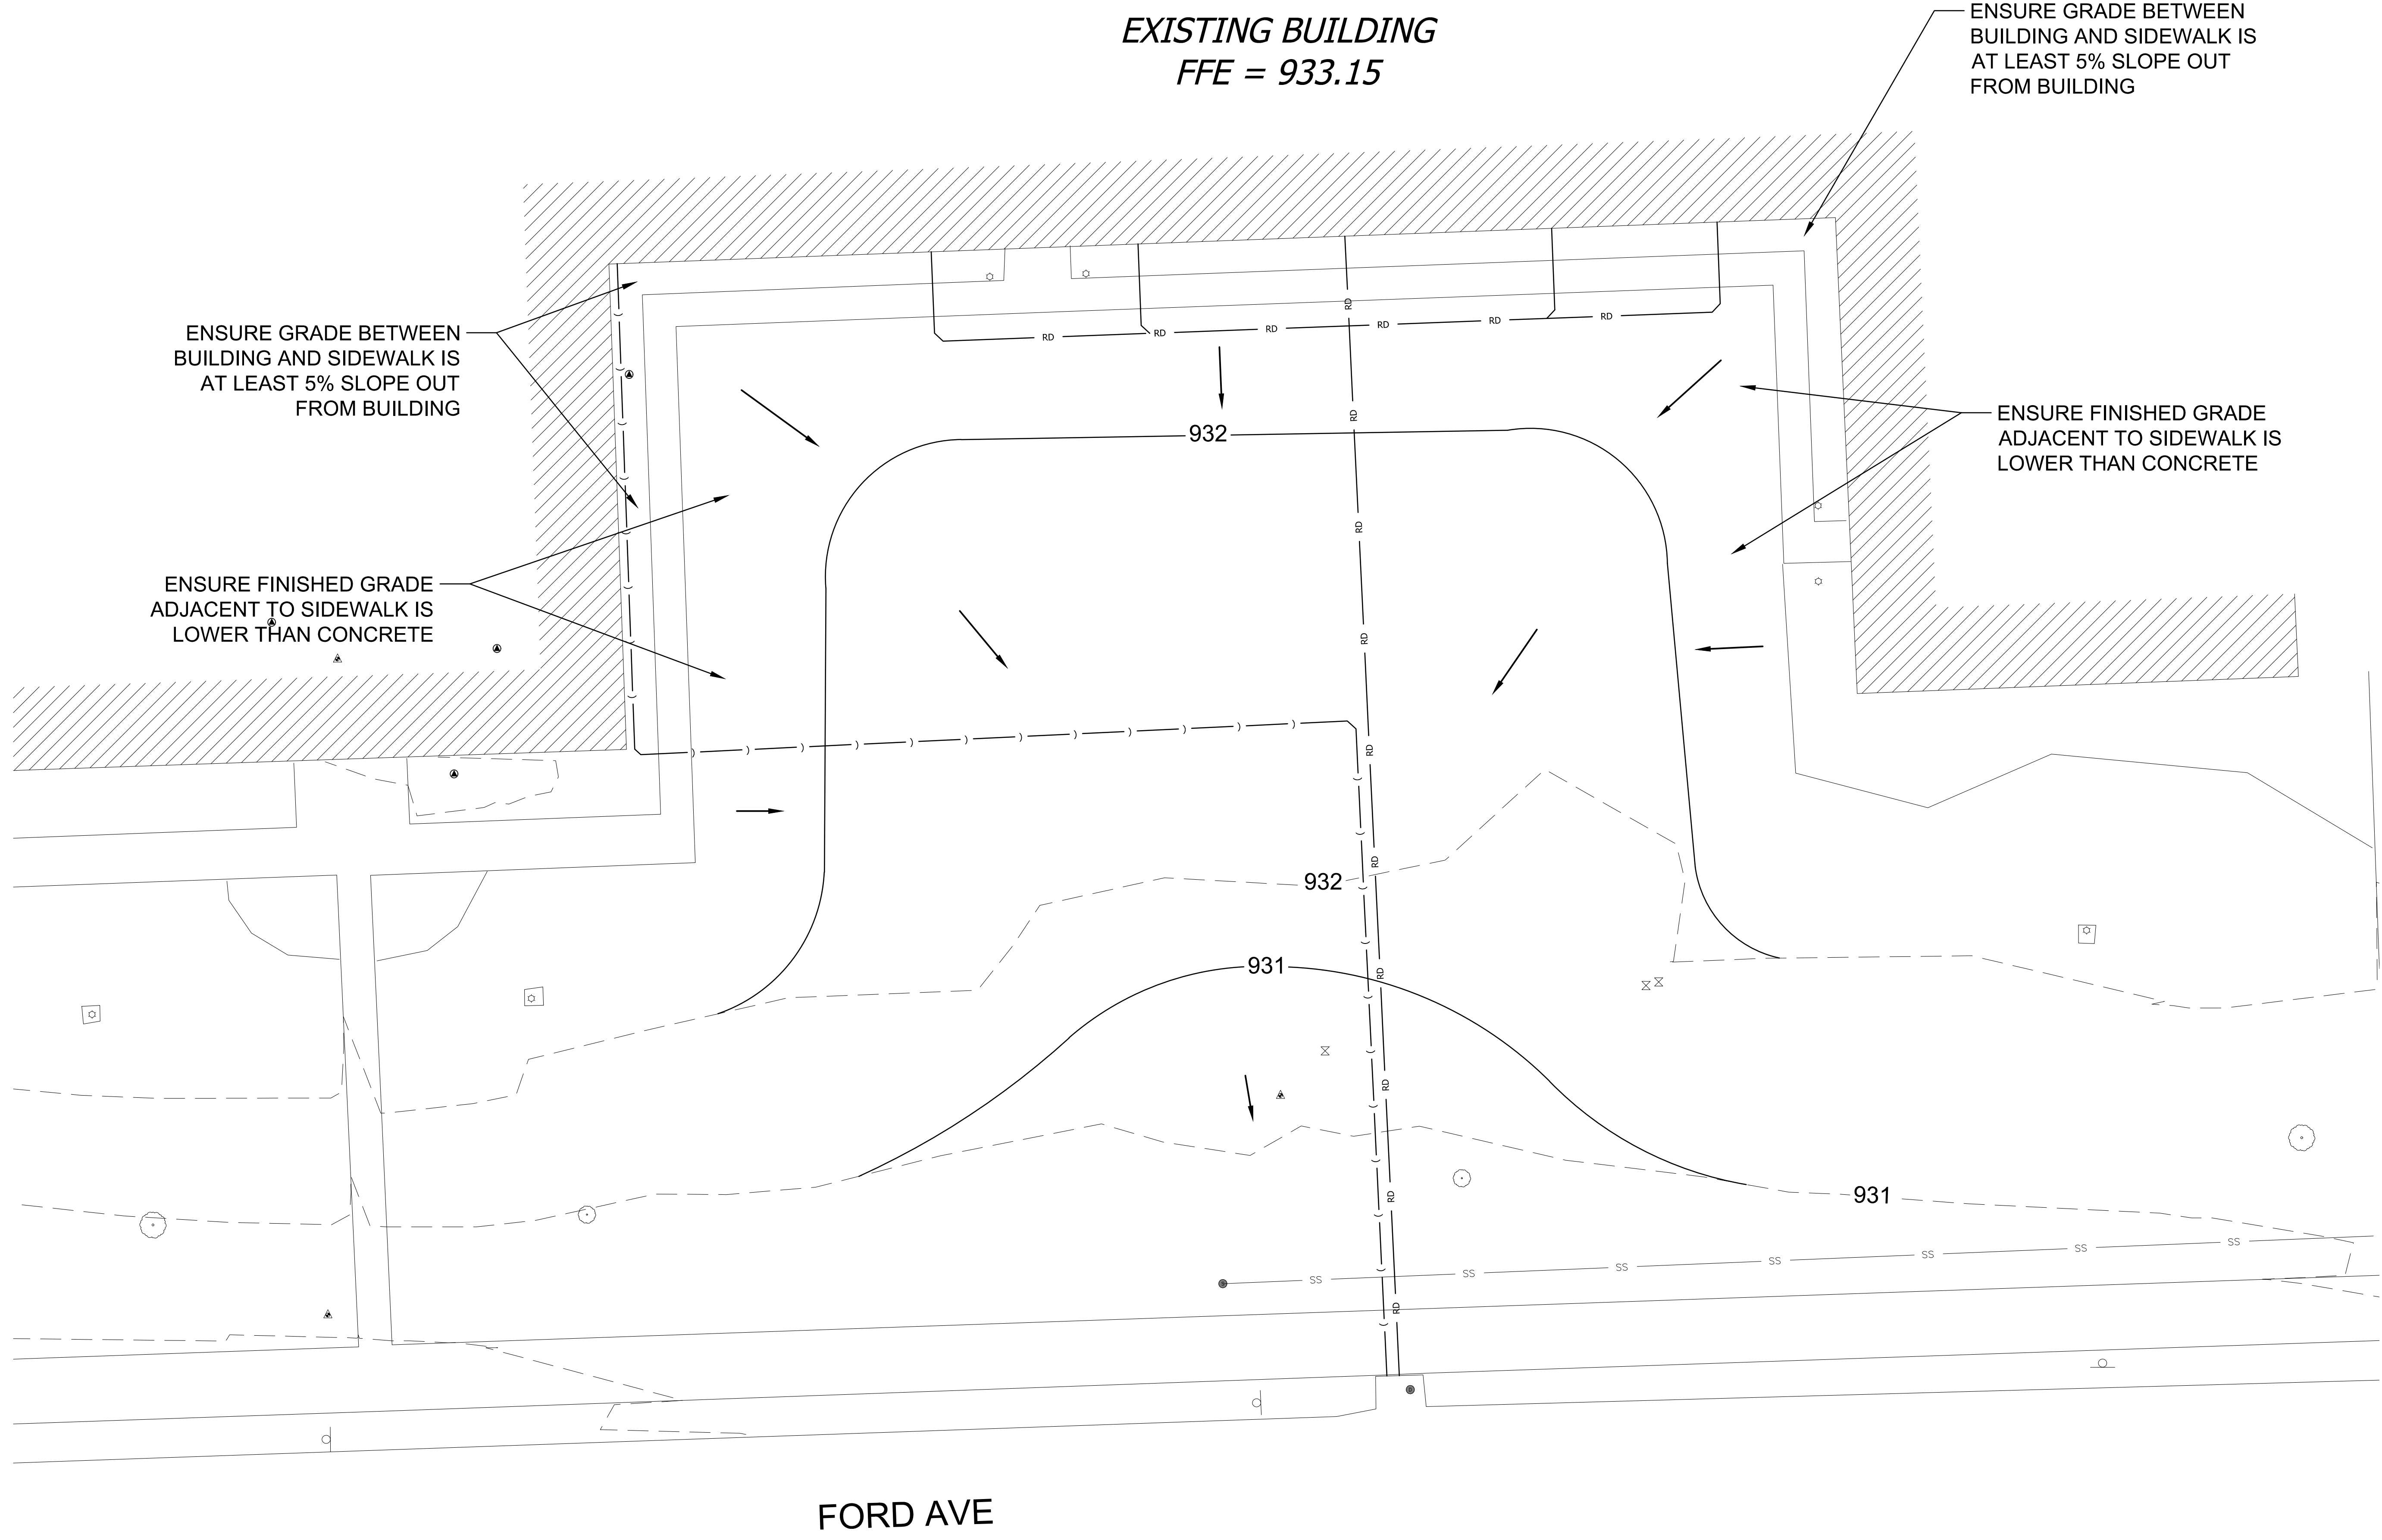 EXISTING BUILDING
FFE = 933.15
ENSURE GRADE BETWEEN
BUILDING AND SIDEWALK IS
AT LEAST 5% SLOPE OUT
FROM BUILDING
ENSURE GRADE BETWEEN
BUILDING AND SIDEWALK IS
AT LEAST 5% SLOPE OUT
FROM BUILDING
RD
RD RD RD RD RD RD
RD
932
ENSURE FINISHED GRADE
ADJACENT TO SIDEWALK IS
LOWER THAN CONCRETE
RD
ENSURE FINISHED GRADE
ADJACENT TO SIDEWALK IS
LOWER THAN CONCRETE
RD
RD
RD
932
931
RD
RD
931
RD
SS SS SS SS SS SS SS
RD
FORD AVE